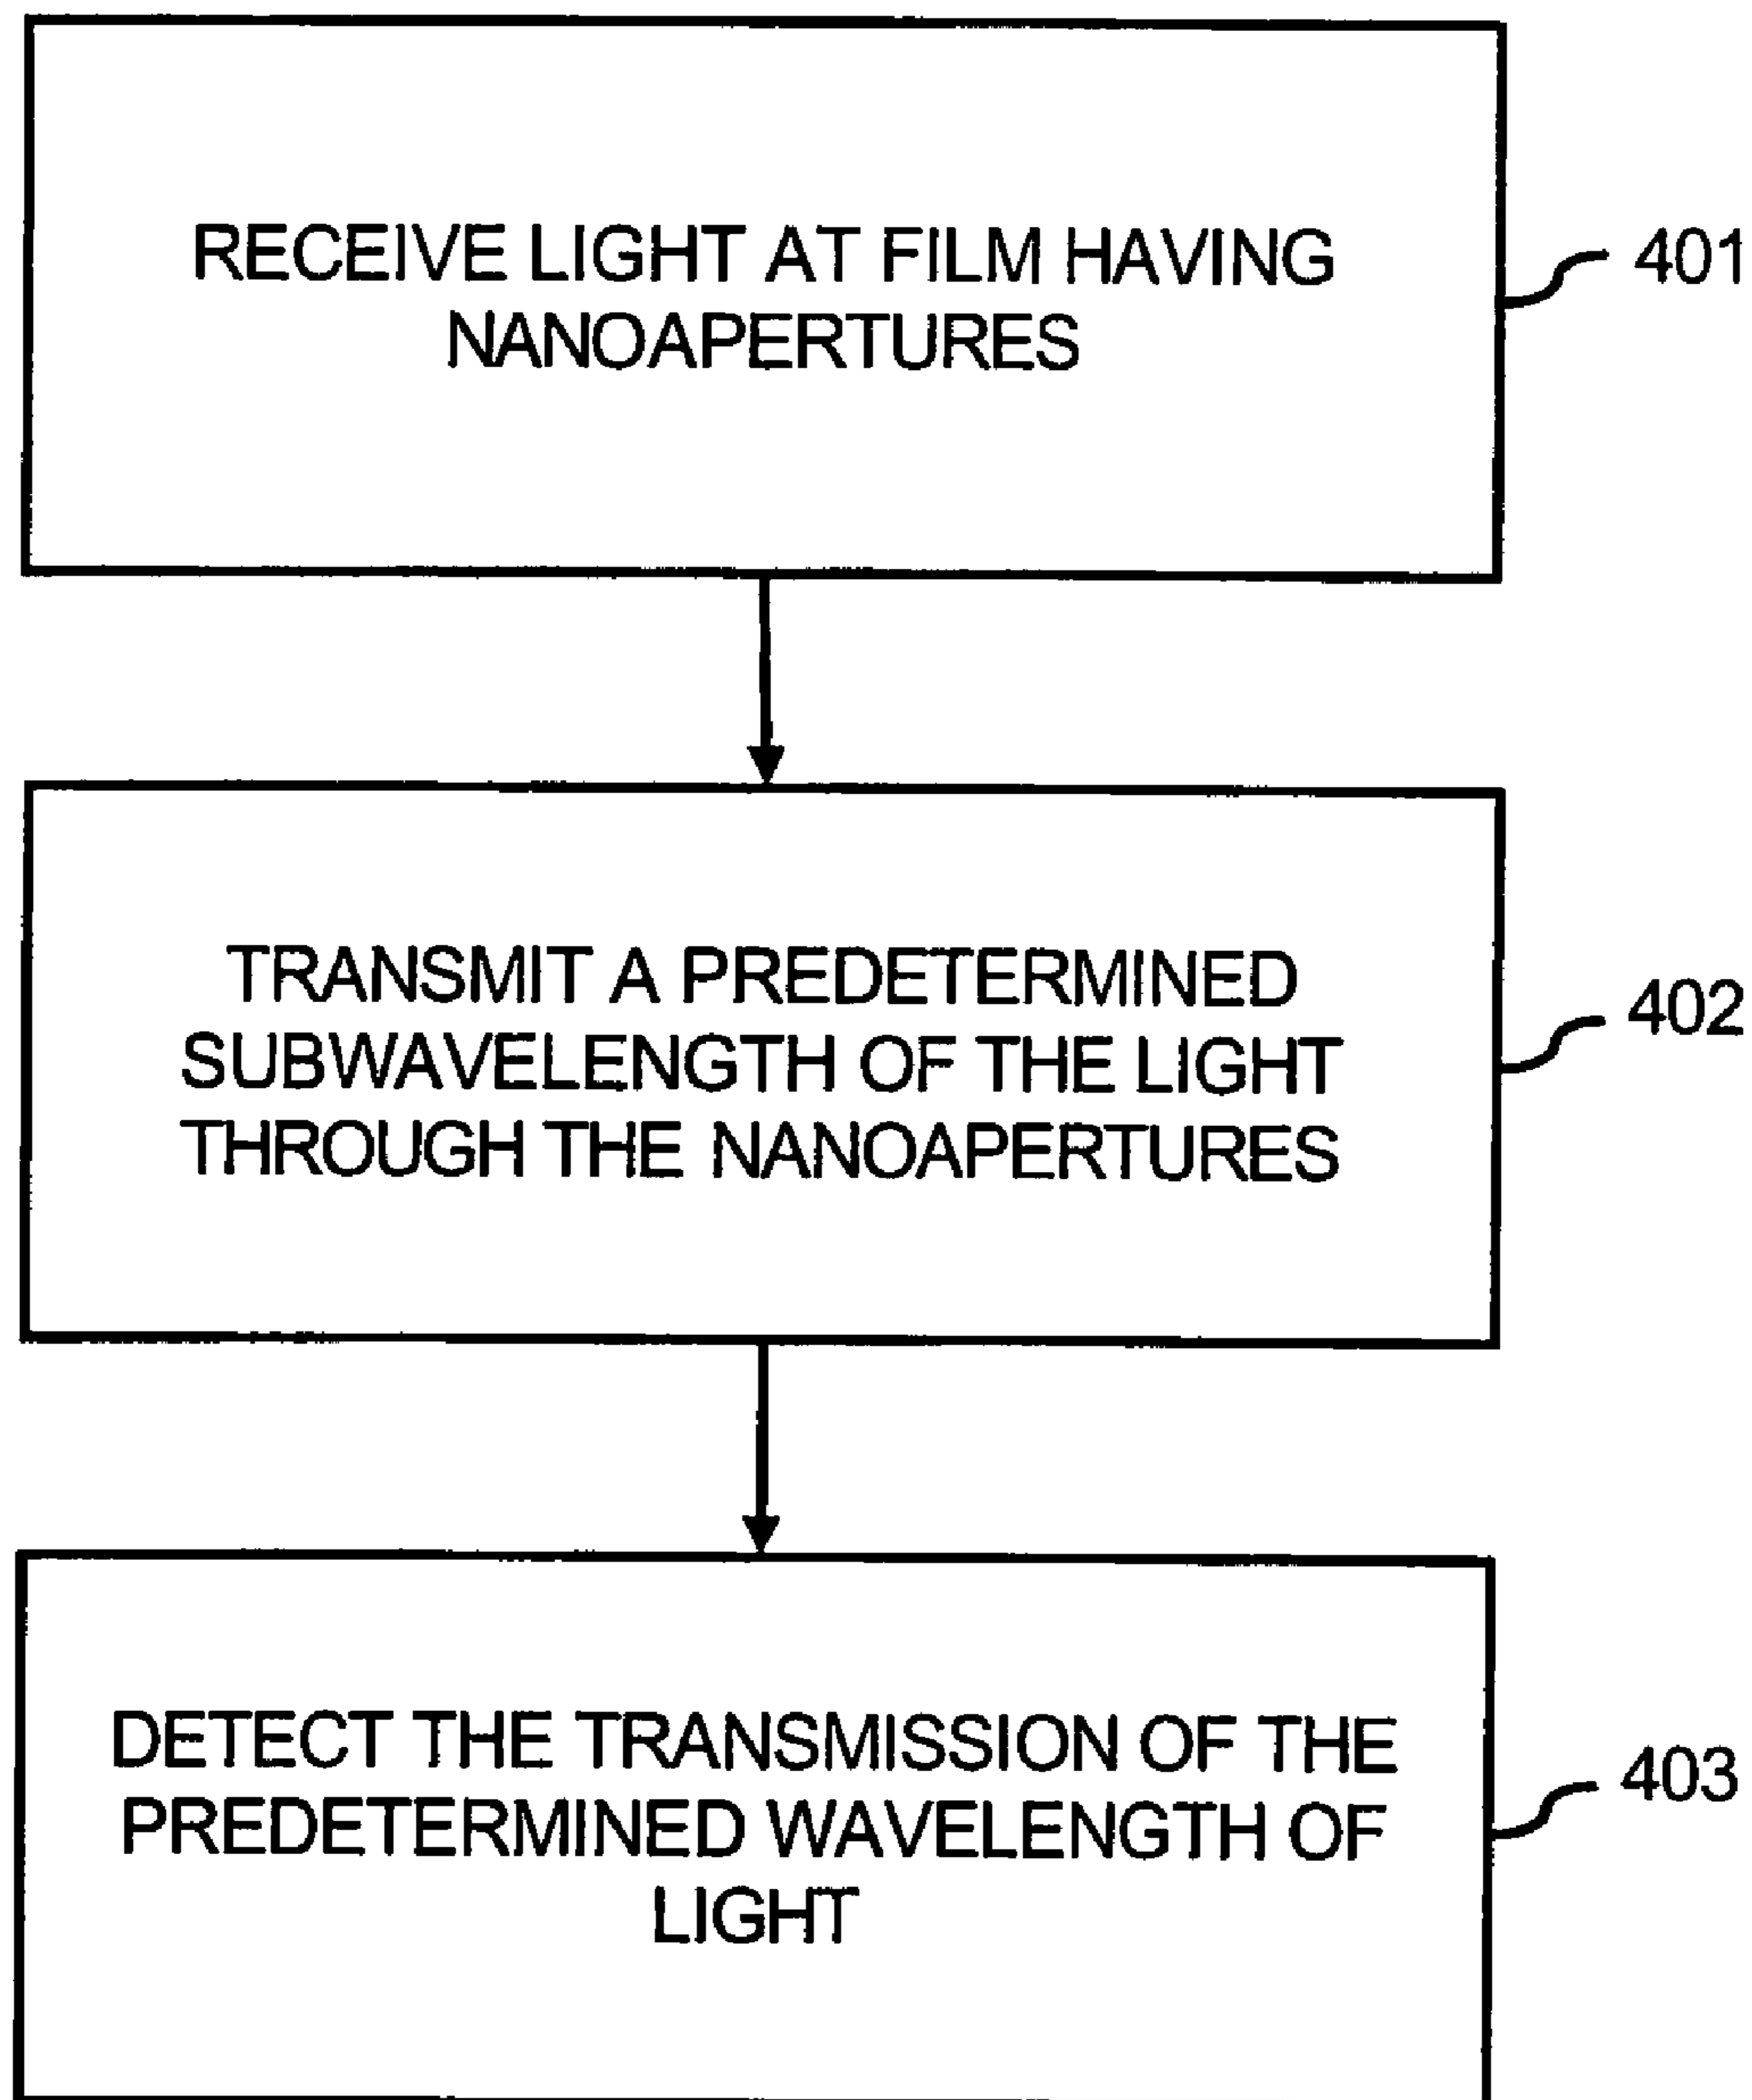 RECEIVE LIGHT AT FILM HAVING
NANOAPERTURES
401
TRANSMIT A PREDETERMINED
SUBWAVELENGTH OF THE LIGHT
THROUGH THE NANOAPERTURES
402
DETECT THE TRANSMISSION OF THE
PREDETERMINED WAVELENGTH OF
LIGHT
403